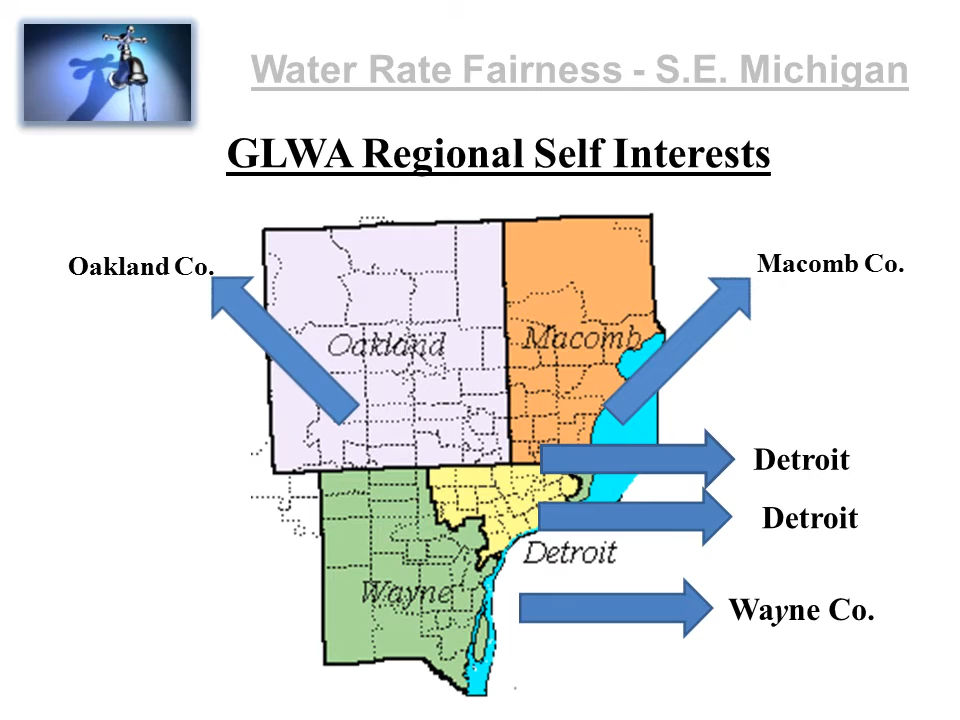 Water Rate Fairness - S.E. Michigan
GLWA Regional Self Interests
Oakland Co.
Macomb Co.
Oakland
Macomb
Detroit
Detroit
Detroit
Wayne
Wayne Co.